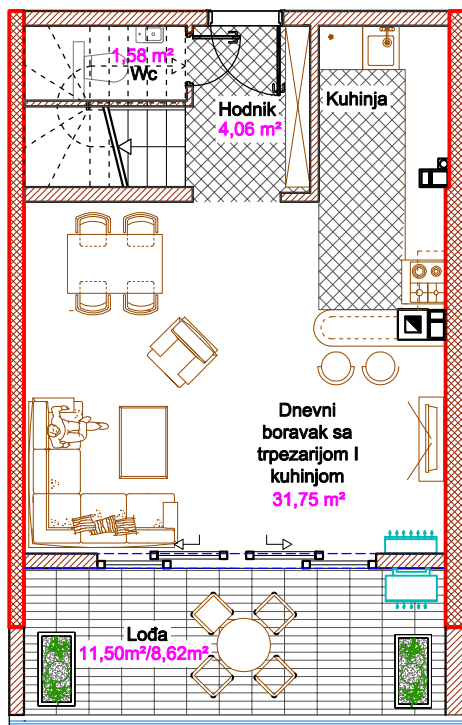 1,58 m²
Wc
Hodnik
4,06 m²
Kuhinja
Dnevni
boravak sa
trpezarijom I
kuhinjom
31,75 m²
Lođa
11,50m²/8,62m²